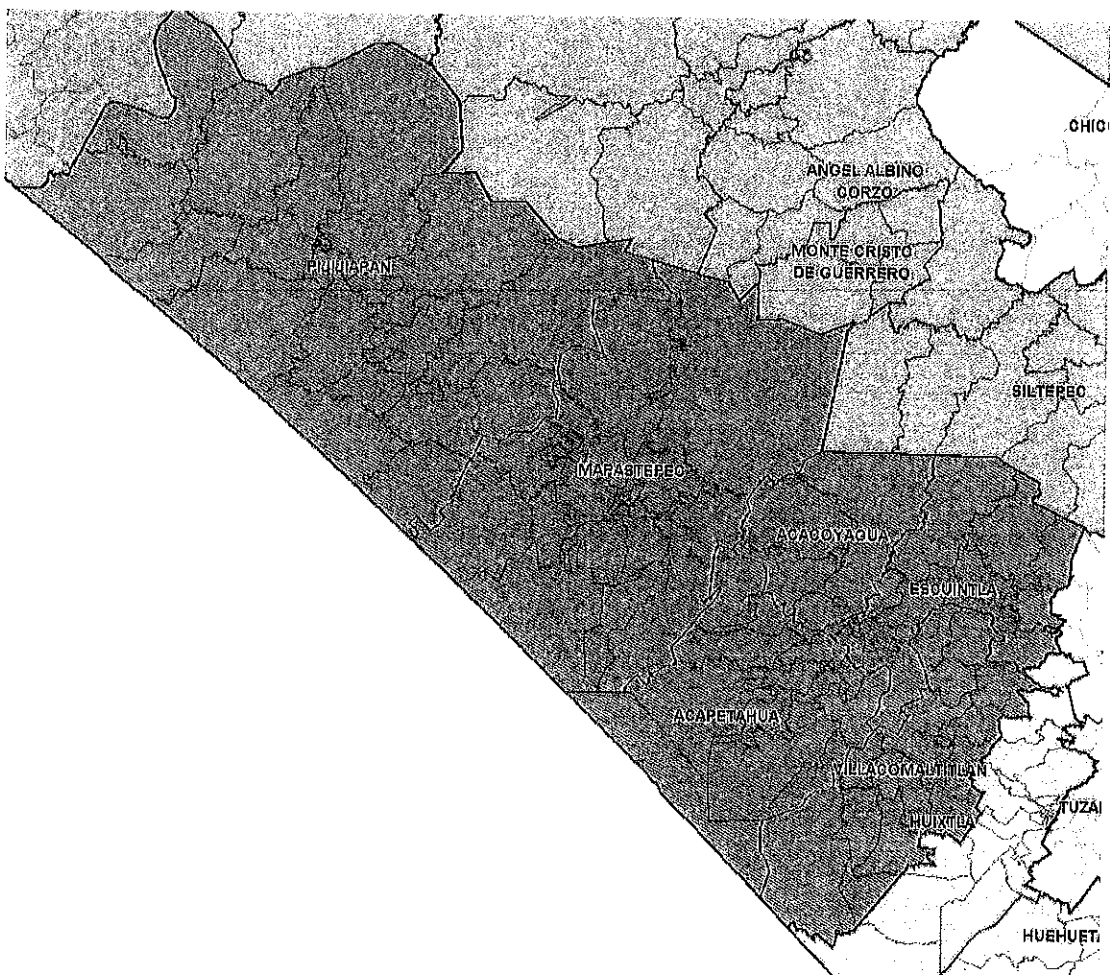 CHIC
ANGEL ALBINO
CORZO
MONTE CRISTO
DE GUERRERO
PIJIJIAPAN
SILTEPEC
MAPASTEPEC
ACACOYAGUA
ESCUINTLA
ACAPETAHUA
VILLACOMALTITLAN
HUIXTLA
TUZA
HUEHUET